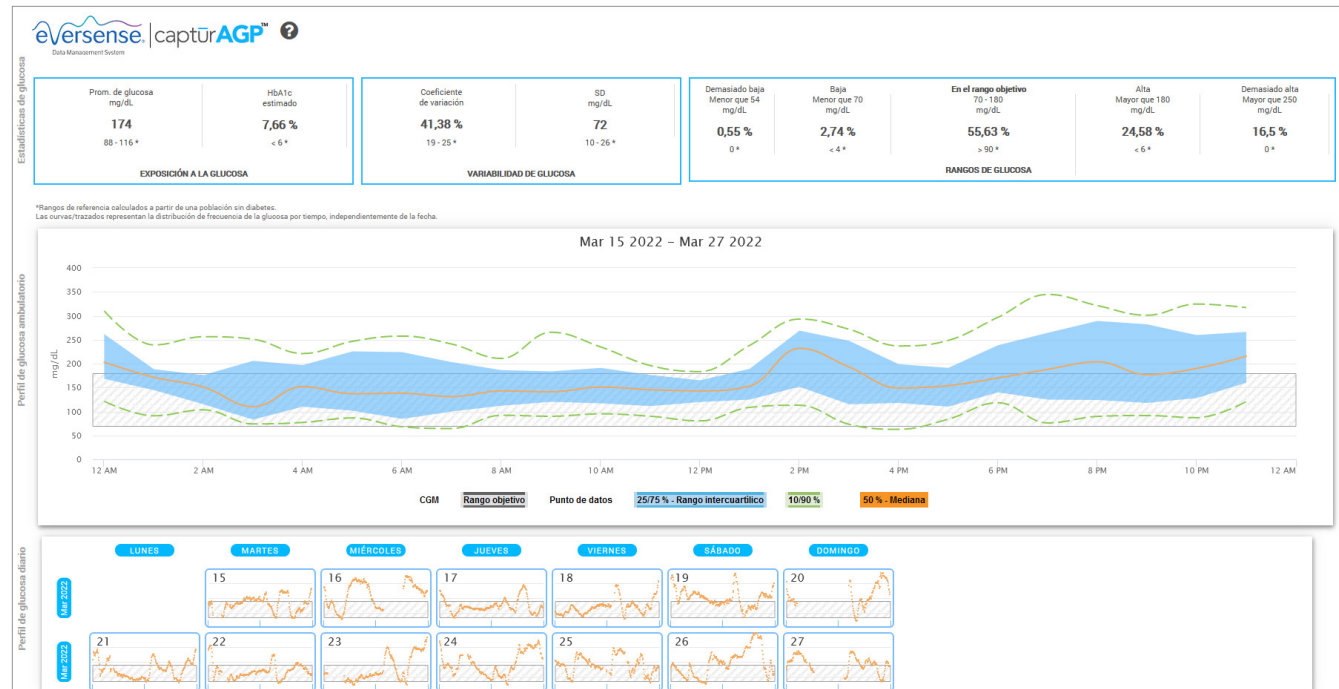 eversense. | captūrAGP™ ?
Data Management System
Estadísticas de glucosa
Prom. de glucosa
mg/dL
174
88 - 116 *
HbA1c
estimado
7,66 %
< 6 *
EXPOSICIÓN A LA GLUCOSA
Coeficiente
de variación
41,38 %
19 - 25 *
SD
mg/dL
72
10 - 26 *
VARIABILIDAD DE GLUCOSA
Demasiado baja
Menor que 54
mg/dL
0,55 %
0 *
Baja
Menor que 70
mg/dL
2,74 %
< 4 *
En el rango objetivo
70 - 180
mg/dL
55,63 %
> 90 *
Alta
Mayor que 180
mg/dL
24,58 %
< 6 *
Demasiado alta
Mayor que 250
mg/dL
16,5 %
0 *
RANGOS DE GLUCOSA
*Rangos de referencia calculados a partir de una población sin diabetes.
Las curvas/trazados representan la distribución de frecuencia de la glucosa por tiempo, independientemente de la fecha.
Perfil de glucosa ambulatorio
Mar 15 2022 – Mar 27 2022
mg/dL
400
350
300
250
200
150
100
50
0
12 AM 2 AM 4 AM 6 AM 8 AM 10 AM 12 PM 2 PM 4 PM 6 PM 8 PM 10 PM 12 AM
CGM Rango objetivo Punto de datos 25/75 % - Rango intercuartílico 10/90 % 50 % - Mediana
Perfil de glucosa diario
LUNES MARTES MIÉRCOLES JUEVES VIERNES SÁBADO DOMINGO
Mar 2022
15 16 17 18 19 20
Mar 2022
21 22 23 24 25 26 27